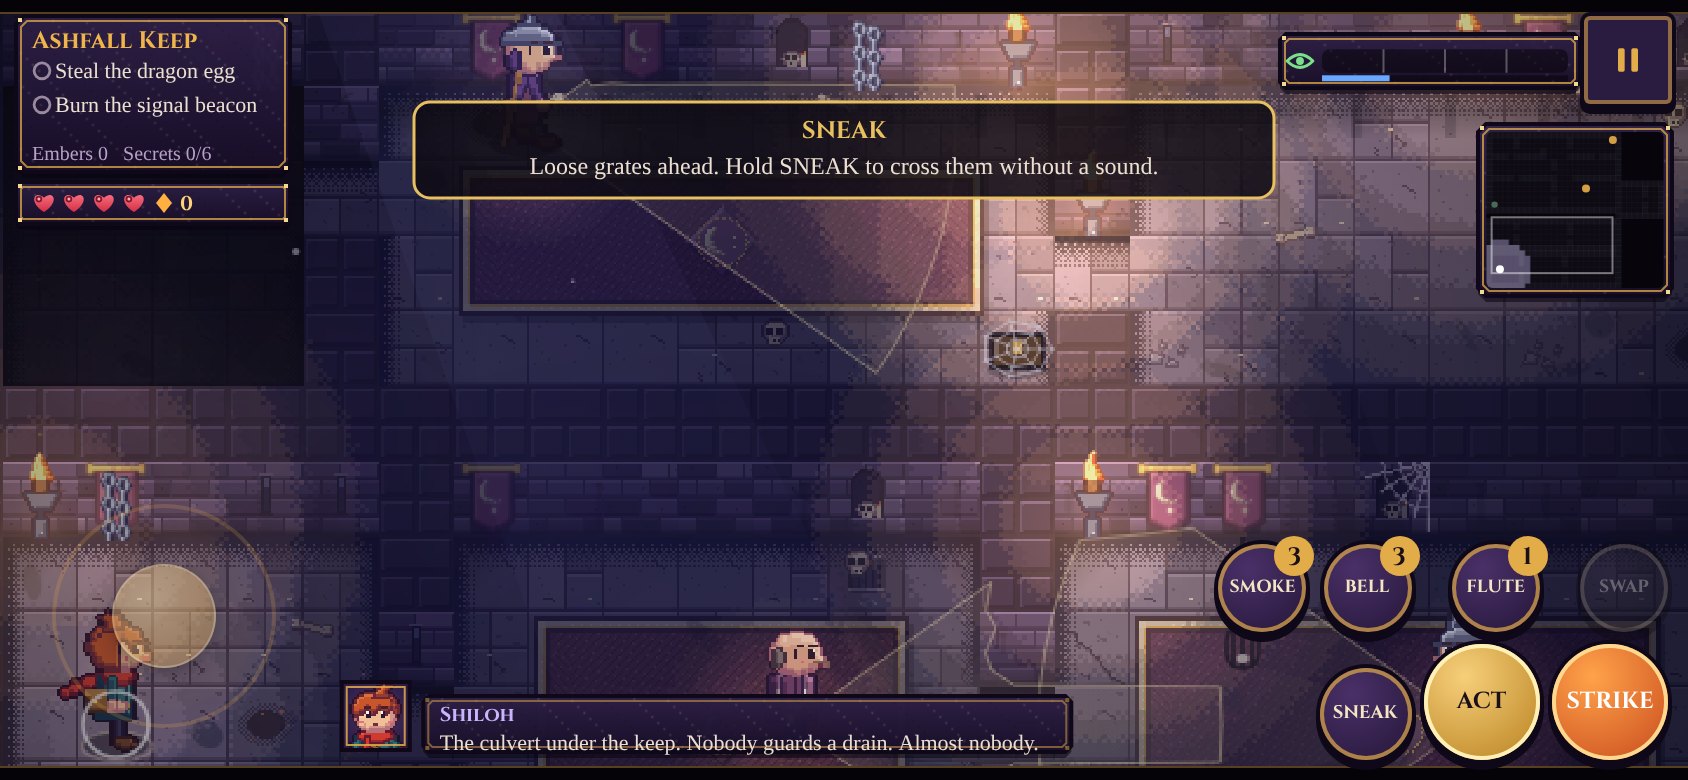 ASHFALL KEEP
Steal the dragon egg
Burn the signal beacon
Embers 0 Secrets 0/6
0
SNEAK
Loose grates ahead. Hold SNEAK to cross them without a sound.
3
3
1
SMOKE
BELL
FLUTE
SWAP
SNEAK
ACT
STRIKE
SHILOH
The culvert under the keep. Nobody guards a drain. Almost nobody.